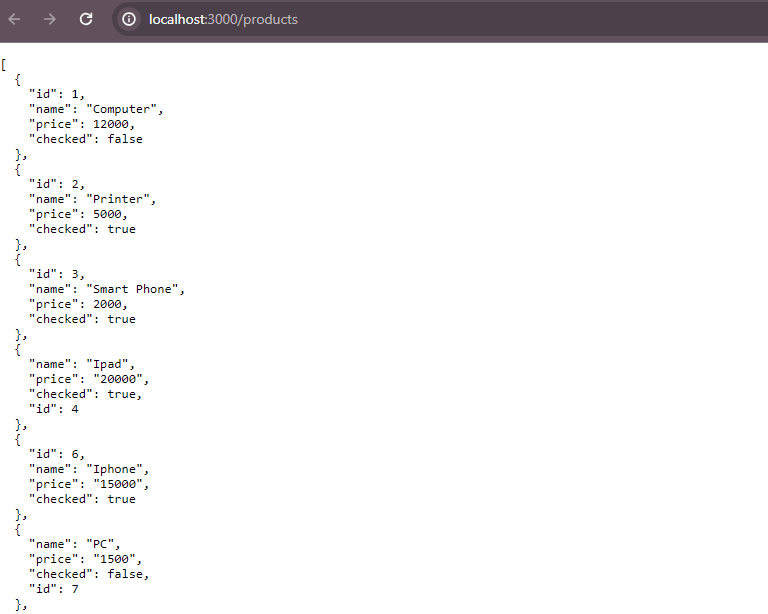 localhost:3000/products
[
  {
    "id": 1,
    "name": "Computer",
    "price": 12000,
    "checked": false
  },
  {
    "id": 2,
    "name": "Printer",
    "price": 5000,
    "checked": true
  },
  {
    "id": 3,
    "name": "Smart Phone",
    "price": 2000,
    "checked": true
  },
  {
    "name": "Ipad",
    "price": "20000",
    "checked": true,
    "id": 4
  },
  {
    "id": 6,
    "name": "Iphone",
    "price": "15000",
    "checked": true
  },
  {
    "name": "PC",
    "price": "1500",
    "checked": false,
    "id": 7
  },